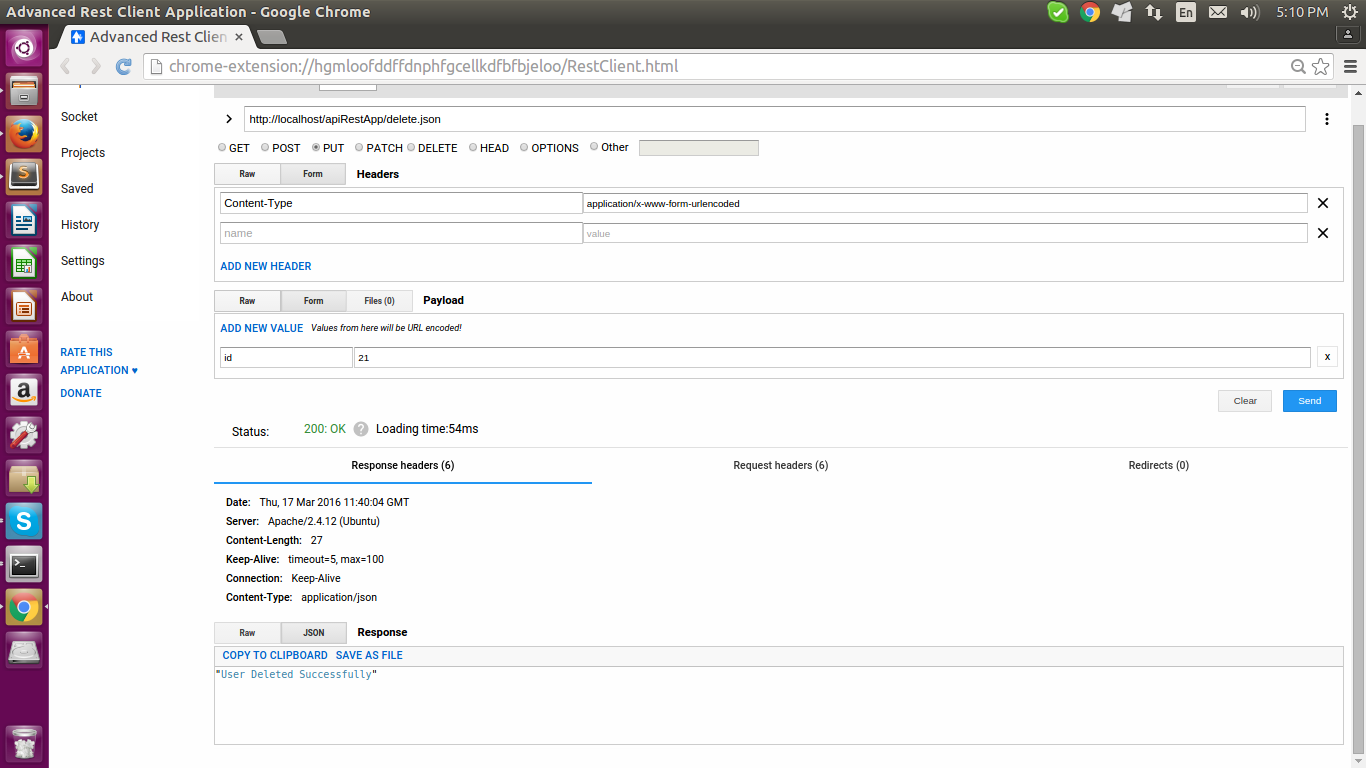 Advanced Rest Client Application - Google Chrome
En
5:10 PM
Advanced Rest Clien
chrome-extension://hgmloofddffdnphfgcellkdfbfbjeloo/RestClient.html
Socket
Projects
Saved
History
Settings
About
RATE THIS
APPLICATION ♥
DONATE
http://localhost/apiRestApp/delete.json
GET POST PUT PATCH DELETE HEAD OPTIONS Other
Raw Form Headers
Content-Type application/x-www-form-urlencoded
name value
ADD NEW HEADER
Raw Form Files (0) Payload
ADD NEW VALUE Values from here will be URL encoded!
id 21 x
Clear Send
Status: 200: OK ? Loading time:54ms
Response headers (6) Request headers (6) Redirects (0)
Date: Thu, 17 Mar 2016 11:40:04 GMT
Server: Apache/2.4.12 (Ubuntu)
Content-Length: 27
Keep-Alive: timeout=5, max=100
Connection: Keep-Alive
Content-Type: application/json
Raw JSON Response
COPY TO CLIPBOARD SAVE AS FILE
"User Deleted Successfully"